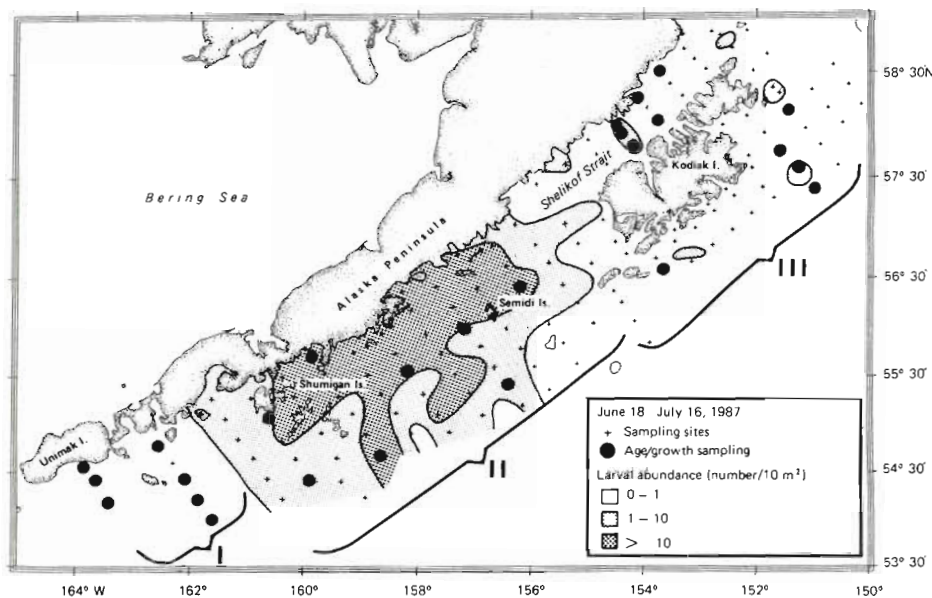 58° 30'N
Kodiak I.
Shelikof Strait
57° 30'
Bering Sea
Alaska Peninsula
III
56° 30'
Semidi Is.
55° 30'
Shumigan Is.
June 18 July 16, 1987
+ Sampling sites
Age/growth sampling
Unimak I.
Larval abundance (number/10 m²)
II
54° 30'
0 - 1
1 - 10
> 10
I
53° 30'
164° W
162°
160°
158°
156°
154°
152°
150°